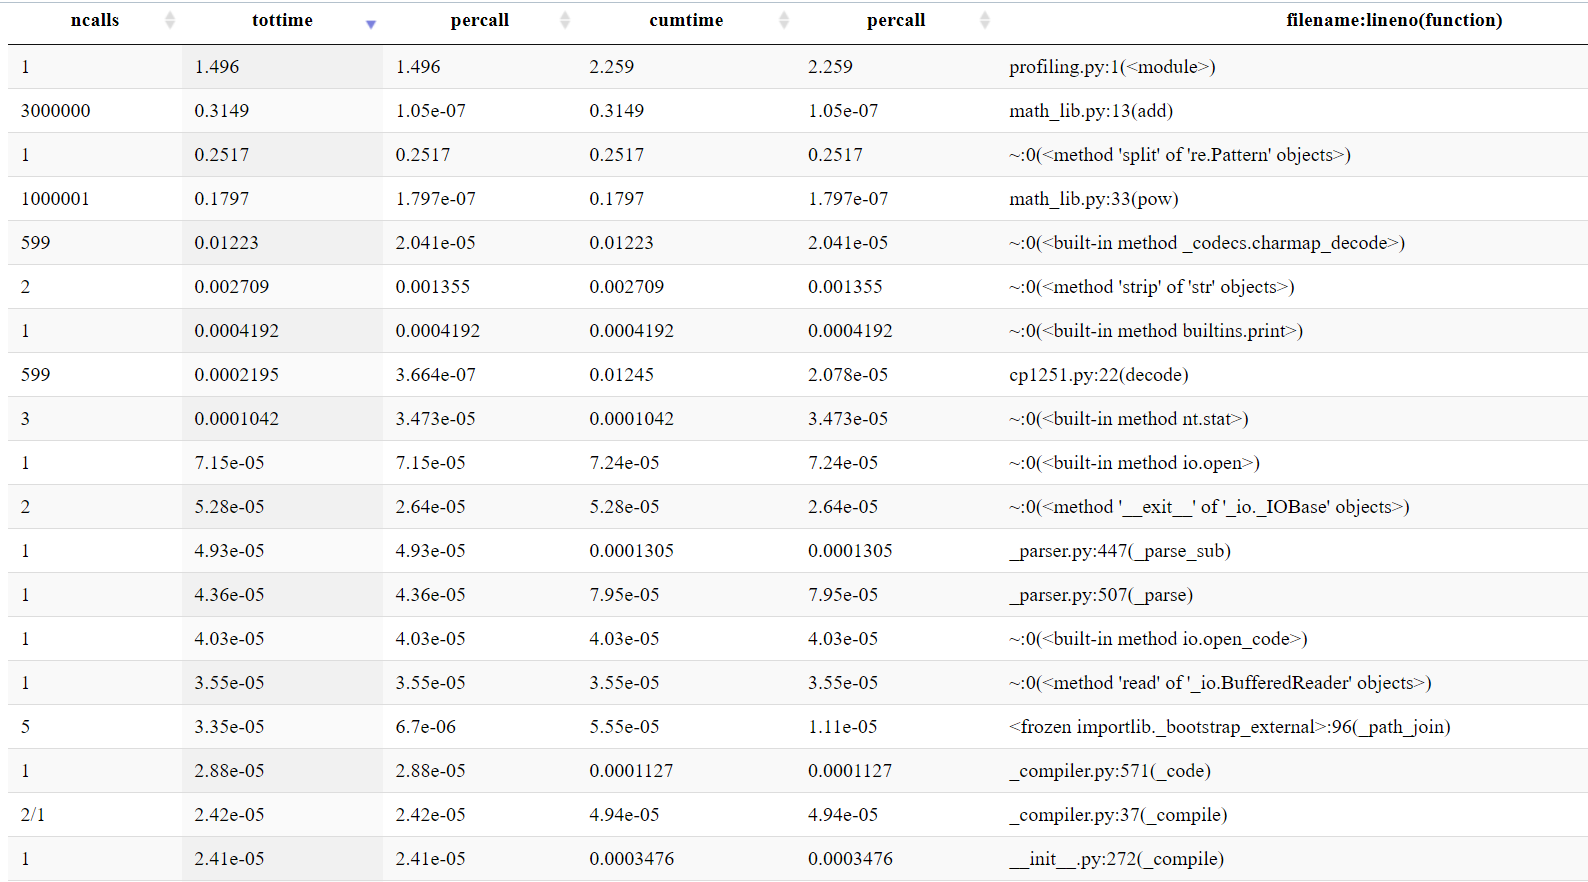 ncalls tottime percall cumtime percall filename:lineno(function)
1 1.496 1.496 2.259 2.259 profiling.py:1(<module>)
3000000 0.3149 1.05e-07 0.3149 1.05e-07 math_lib.py:13(add)
1 0.2517 0.2517 0.2517 0.2517 ~:0(<method 'split' of 're.Pattern' objects>)
1000001 0.1797 1.797e-07 0.1797 1.797e-07 math_lib.py:33(pow)
599 0.01223 2.041e-05 0.01223 2.041e-05 ~:0(<built-in method _codecs.charmap_decode>)
2 0.002709 0.001355 0.002709 0.001355 ~:0(<method 'strip' of 'str' objects>)
1 0.0004192 0.0004192 0.0004192 0.0004192 ~:0(<built-in method builtins.print>)
599 0.0002195 3.664e-07 0.01245 2.078e-05 cp1251.py:22(decode)
3 0.0001042 3.473e-05 0.0001042 3.473e-05 ~:0(<built-in method nt.stat>)
1 7.15e-05 7.15e-05 7.24e-05 7.24e-05 ~:0(<built-in method io.open>)
2 5.28e-05 2.64e-05 5.28e-05 2.64e-05 ~:0(<method '__exit__' of '_io._IOBase' objects>)
1 4.93e-05 4.93e-05 0.0001305 0.0001305 _parser.py:447(_parse_sub)
1 4.36e-05 4.36e-05 7.95e-05 7.95e-05 _parser.py:507(_parse)
1 4.03e-05 4.03e-05 4.03e-05 4.03e-05 ~:0(<built-in method io.open_code>)
1 3.55e-05 3.55e-05 3.55e-05 3.55e-05 ~:0(<method 'read' of '_io.BufferedReader' objects>)
5 3.35e-05 6.7e-06 5.55e-05 1.11e-05 <frozen importlib._bootstrap_external>:96(_path_join)
1 2.88e-05 2.88e-05 0.0001127 0.0001127 _compiler.py:571(_code)
2/1 2.42e-05 2.42e-05 4.94e-05 4.94e-05 _compiler.py:37(_compile)
1 2.41e-05 2.41e-05 0.0003476 0.0003476 __init__.py:272(_compile)